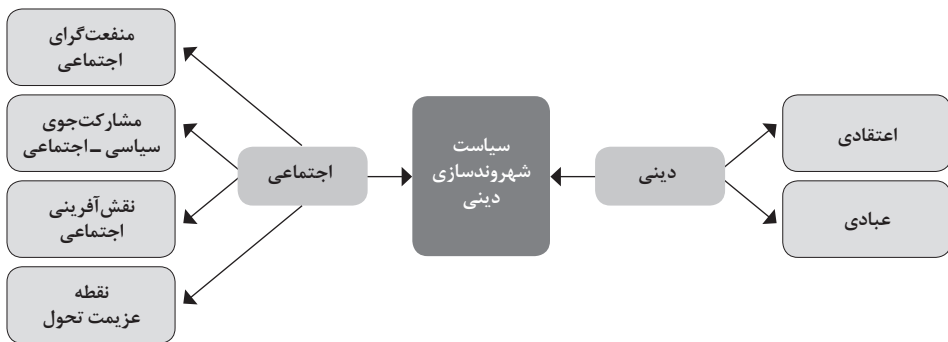 سیاست
شهروندسازی
دینی
دینی
اعتقادی
عبادی
اجتماعی
منفعت‌گرای
اجتماعی
مشارکت‌جوی
سیاسی ـ اجتماعی
نقش‌آفرینی
اجتماعی
نقطه
عزیمت تحول